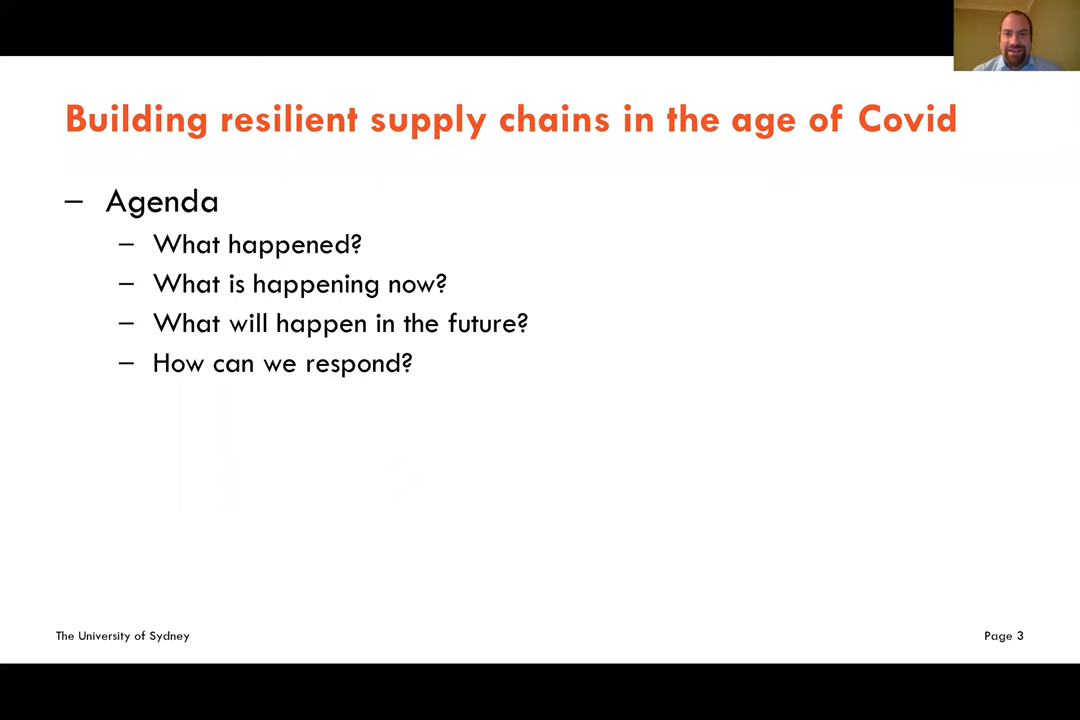 Building resilient supply chains in the age of Covid
– Agenda
– What happened?
– What is happening now?
– What will happen in the future?
– How can we respond?
The University of Sydney
Page 3